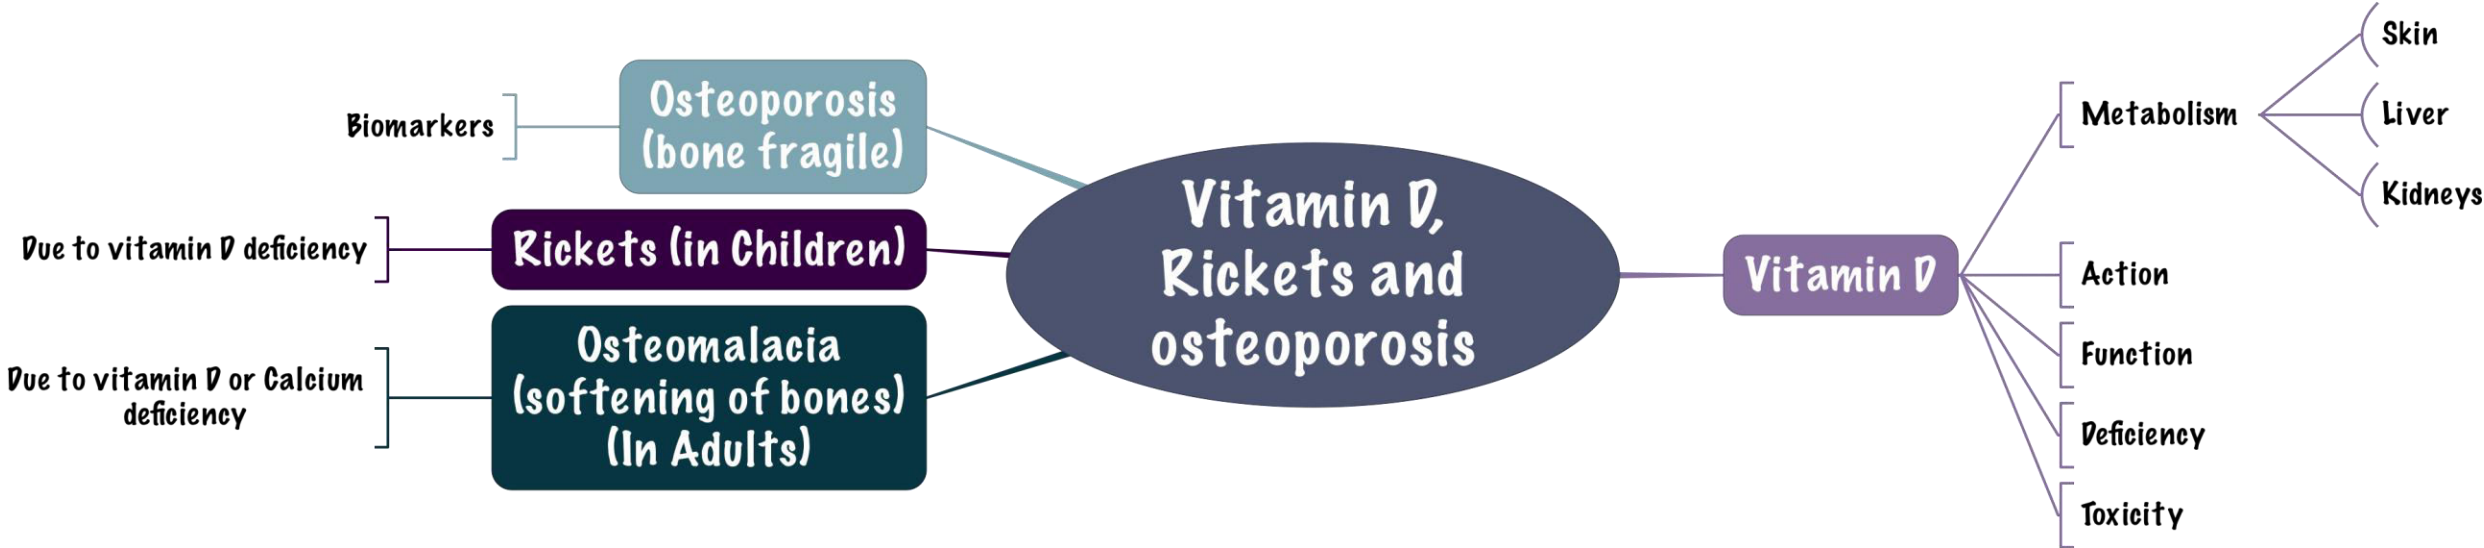 Vitamin D,
Rickets and
osteoporosis
Osteoporosis
(bone fragile)
Biomarkers
Rickets (in Children)
Due to vitamin D deficiency
Osteomalacia
(softening of bones)
(In Adults)
Due to vitamin D or Calcium
deficiency
Vitamin D
Metabolism
Skin
Liver
Kidneys
Action
Function
Deficiency
Toxicity